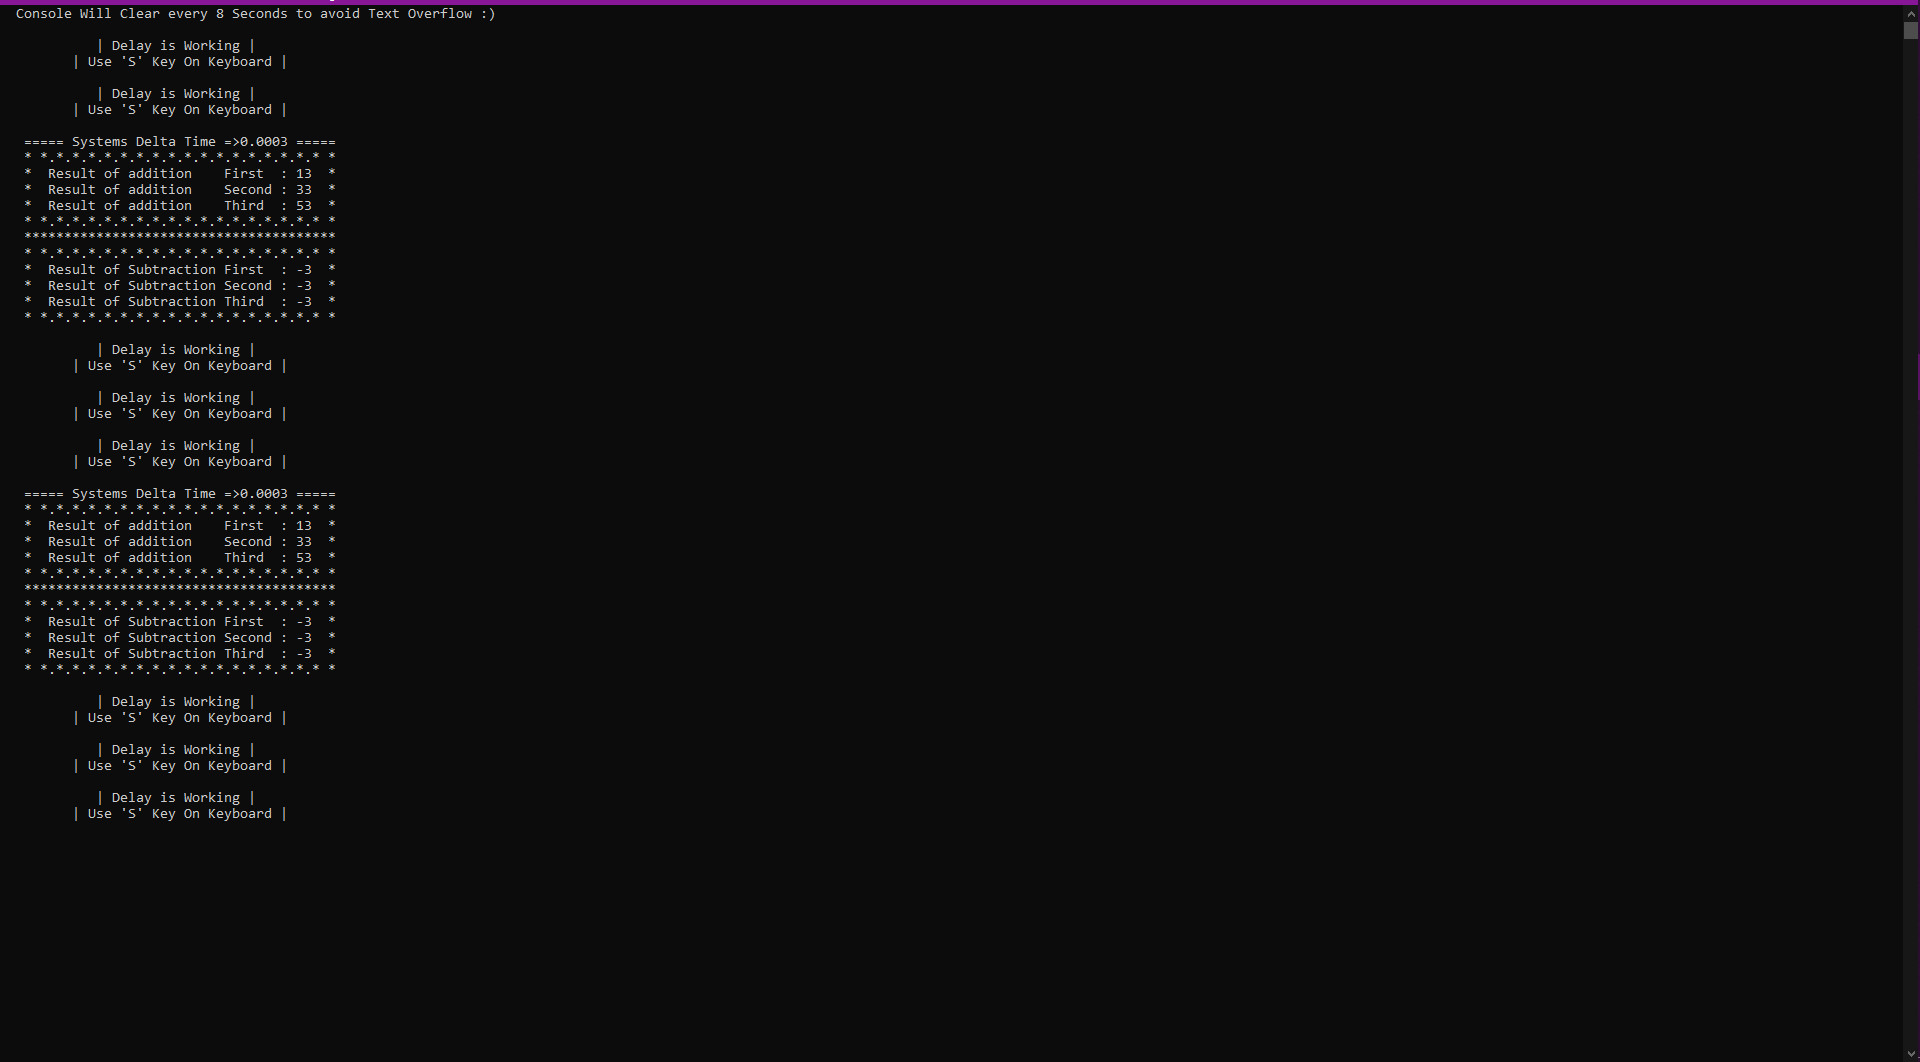 Console Will Clear every 8 Seconds to avoid Text Overflow :)
| Delay is Working |
| Use 'S' Key On Keyboard |
| Delay is Working |
| Use 'S' Key On Keyboard |
===== Systems Delta Time =>0.0003 =====
* *.*.*.*.*.*.*.*.*.*.*.*.*.*.*.*.*.* *
*  Result of addition    First  : 13  *
*  Result of addition    Second : 33  *
*  Result of addition    Third  : 53  *
* *.*.*.*.*.*.*.*.*.*.*.*.*.*.*.*.*.* *
***************************************
* *.*.*.*.*.*.*.*.*.*.*.*.*.*.*.*.*.* *
*  Result of Subtraction First  : -3  *
*  Result of Subtraction Second : -3  *
*  Result of Subtraction Third  : -3  *
* *.*.*.*.*.*.*.*.*.*.*.*.*.*.*.*.*.* *
| Delay is Working |
| Use 'S' Key On Keyboard |
| Delay is Working |
| Use 'S' Key On Keyboard |
| Delay is Working |
| Use 'S' Key On Keyboard |
===== Systems Delta Time =>0.0003 =====
* *.*.*.*.*.*.*.*.*.*.*.*.*.*.*.*.*.* *
*  Result of addition    First  : 13  *
*  Result of addition    Second : 33  *
*  Result of addition    Third  : 53  *
* *.*.*.*.*.*.*.*.*.*.*.*.*.*.*.*.*.* *
***************************************
* *.*.*.*.*.*.*.*.*.*.*.*.*.*.*.*.*.* *
*  Result of Subtraction First  : -3  *
*  Result of Subtraction Second : -3  *
*  Result of Subtraction Third  : -3  *
* *.*.*.*.*.*.*.*.*.*.*.*.*.*.*.*.*.* *
| Delay is Working |
| Use 'S' Key On Keyboard |
| Delay is Working |
| Use 'S' Key On Keyboard |
| Delay is Working |
| Use 'S' Key On Keyboard |